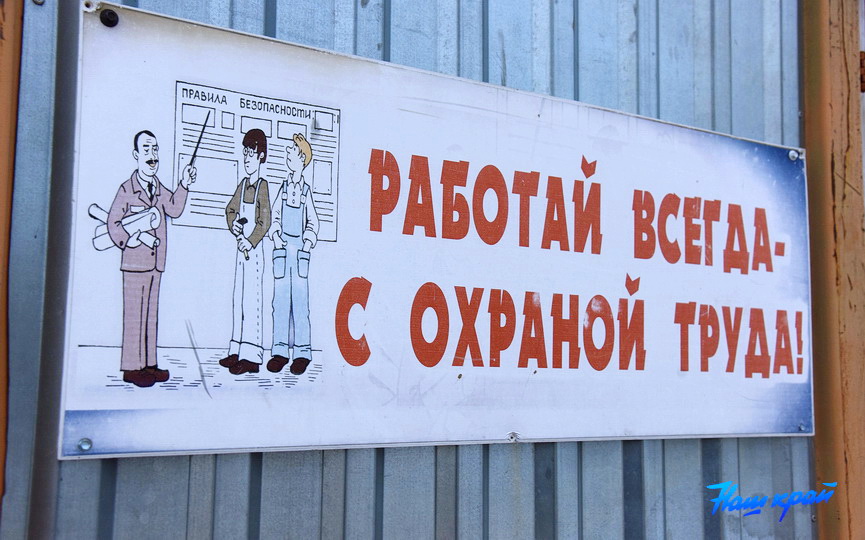 ПРАВИЛА БЕЗОПАСНОСТИ
РАБОТАЙ ВСЕГДА-
С ОХРАНОЙ ТРУДА!
Наш край